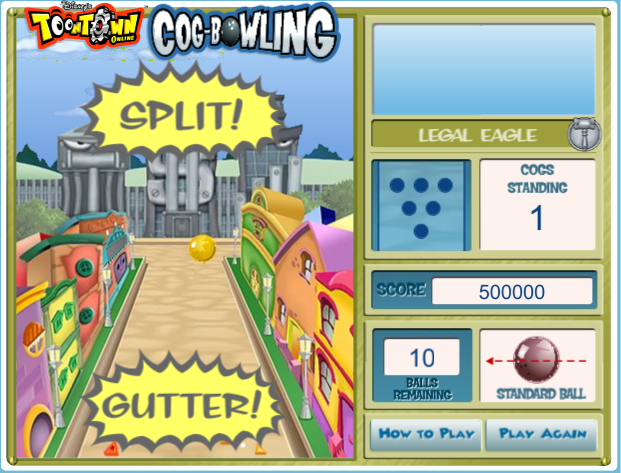 Disney's
TOONTOWN
ONLINE
COG-BOWLING
SPLIT!
GUTTER!
LEGAL EAGLE
COGS
STANDING
1
SCORE 500000
10
BALLS
REMAINING
STANDARD BALL
HOW TO PLAY
PLAY AGAIN